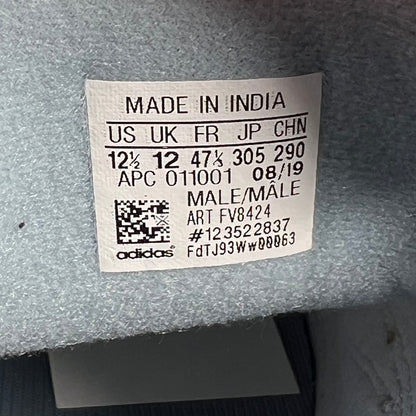 MADE IN INDIA
US UK FR JP CHN
12½ 12 47⅓ 305 290
APC 011001 08/19
MALE/MÂLE
ART FV8424
#123522837
adidas FdTJ93Ww00063